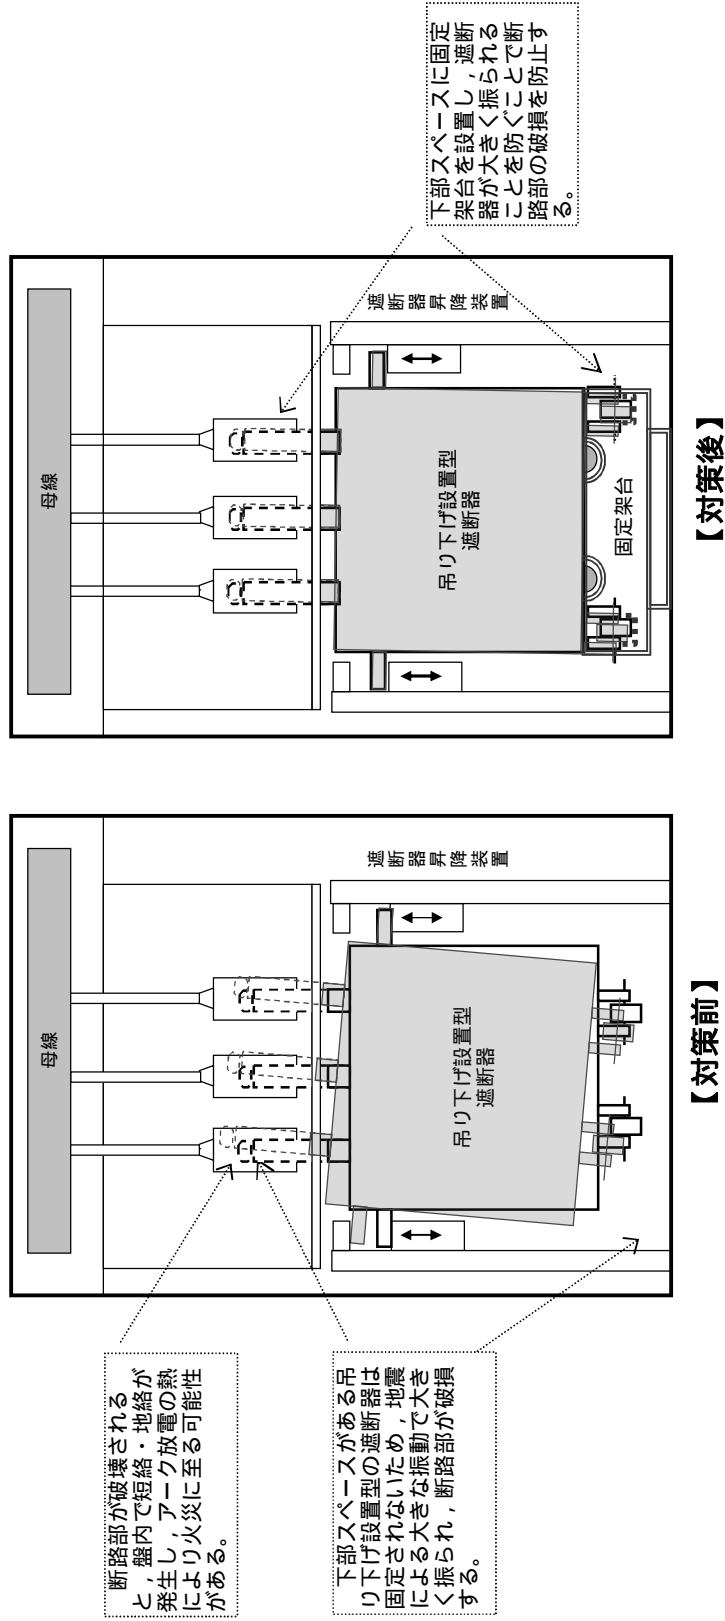 断路部が破壊される
と，盤内で短絡・地絡が
発生し，アーク放電の熱
により火災に至る可能性
がある。
下部スペースがある吊
り下げ設置型の遮断器は
固定されないため，地震
による大きな振動で大き
く振られ，断路部が破損
する。
母線
吊り下げ設置型
遮断器
遮断器昇降装置
【対策前】
母線
吊り下げ設置型
遮断器
固定架台
遮断器昇降装置
【対策後】
下部スペースに固定
架台を設置し，遮断
器が大きく振られる
ことを防ぐことで断
路部の破損を防止す
る。